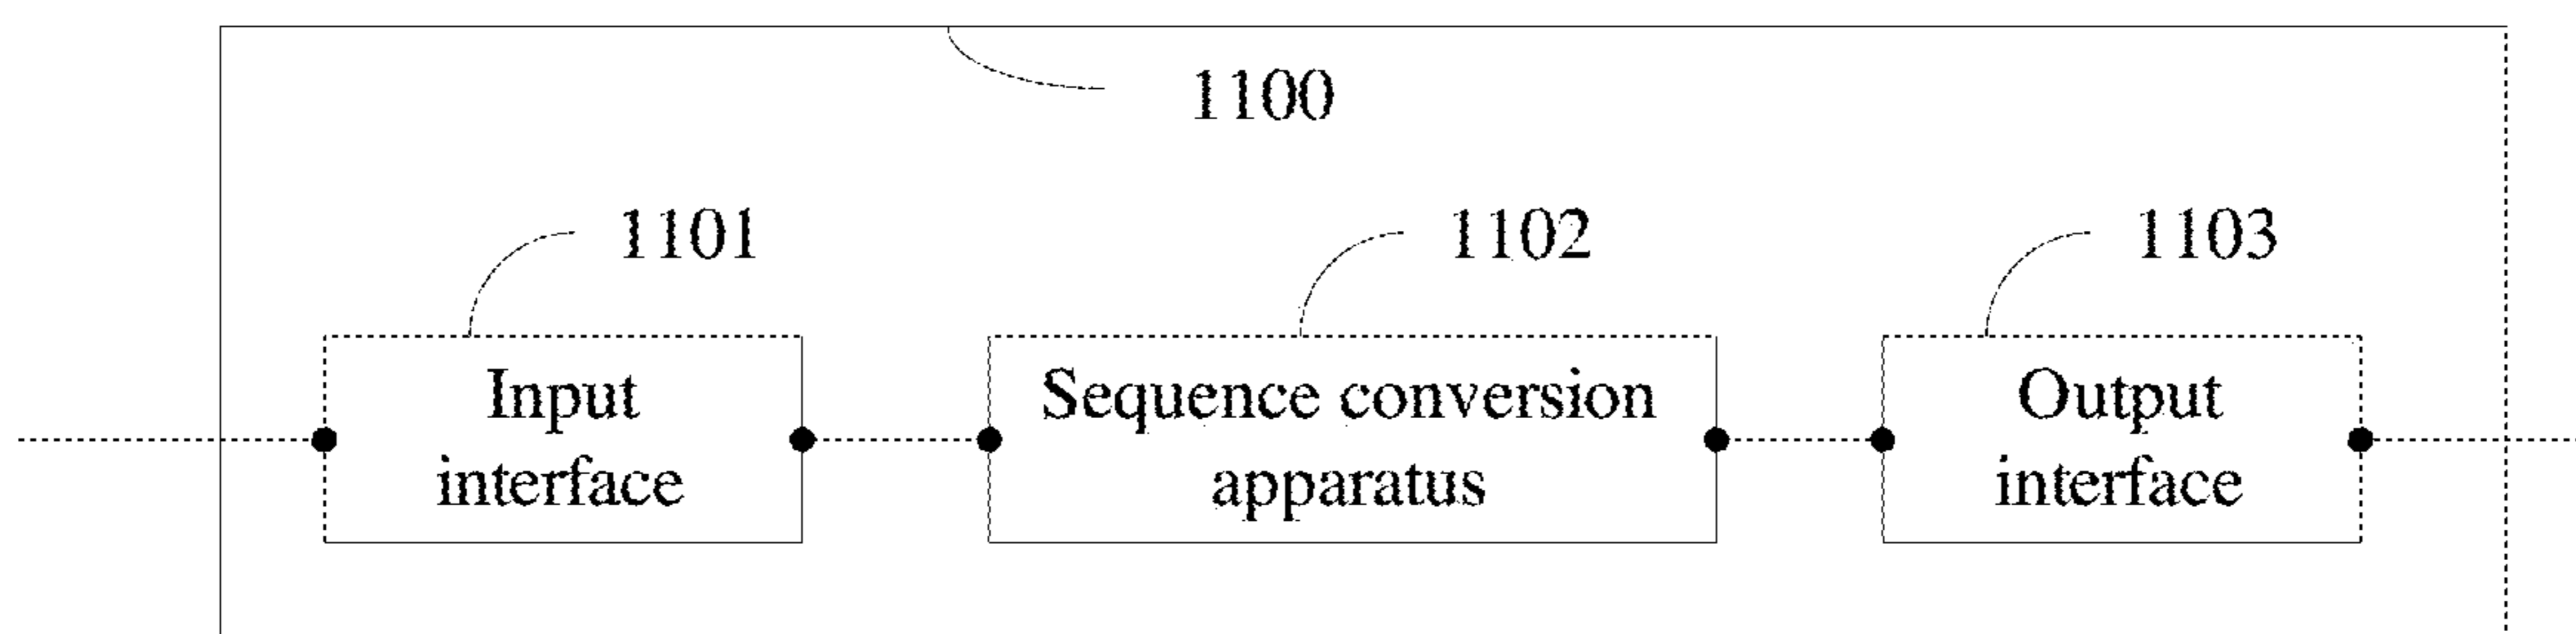 1100
1101
1102
1103
Input
interface
Sequence conversion
apparatus
Output
interface